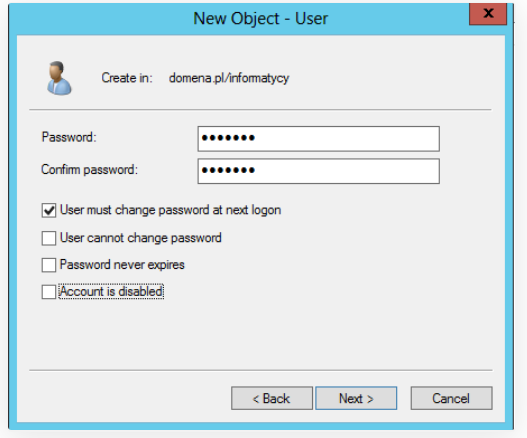 New Object - User
x
Create in: domena.pl/informatycy
Password: •••••••
Confirm password: •••••••
User must change password at next logon
User cannot change password
Password never expires
Account is disabled
< Back Next > Cancel